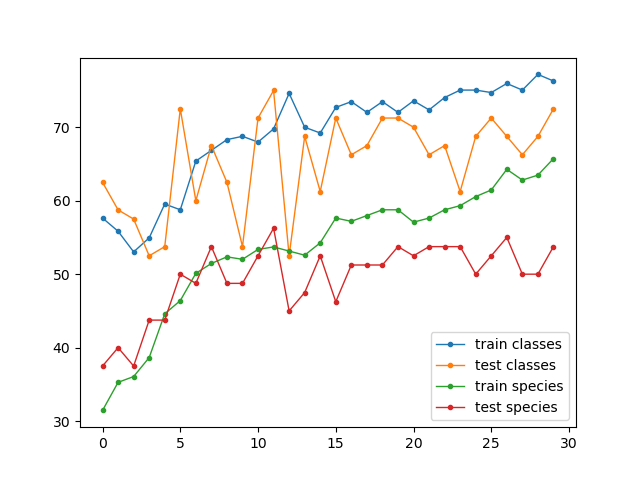 70
60
50
40
30
0 5 10 15 20 25 30
train classes
test classes
train species
test species